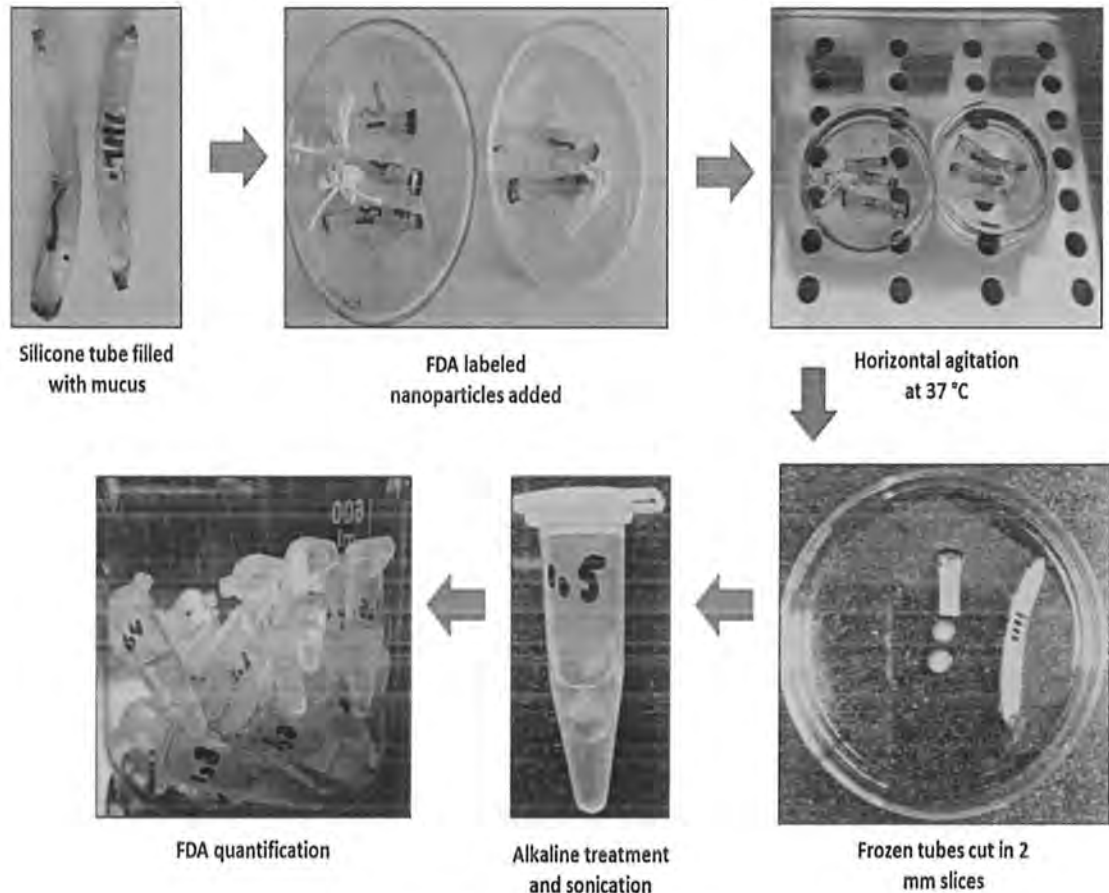 Silicone tube filled
with mucus
FDA labeled
nanoparticles added
Horizontal agitation
at 37 °C
FDA quantification
Alkaline treatment
and sonication
Frozen tubes cut in 2
mm slices